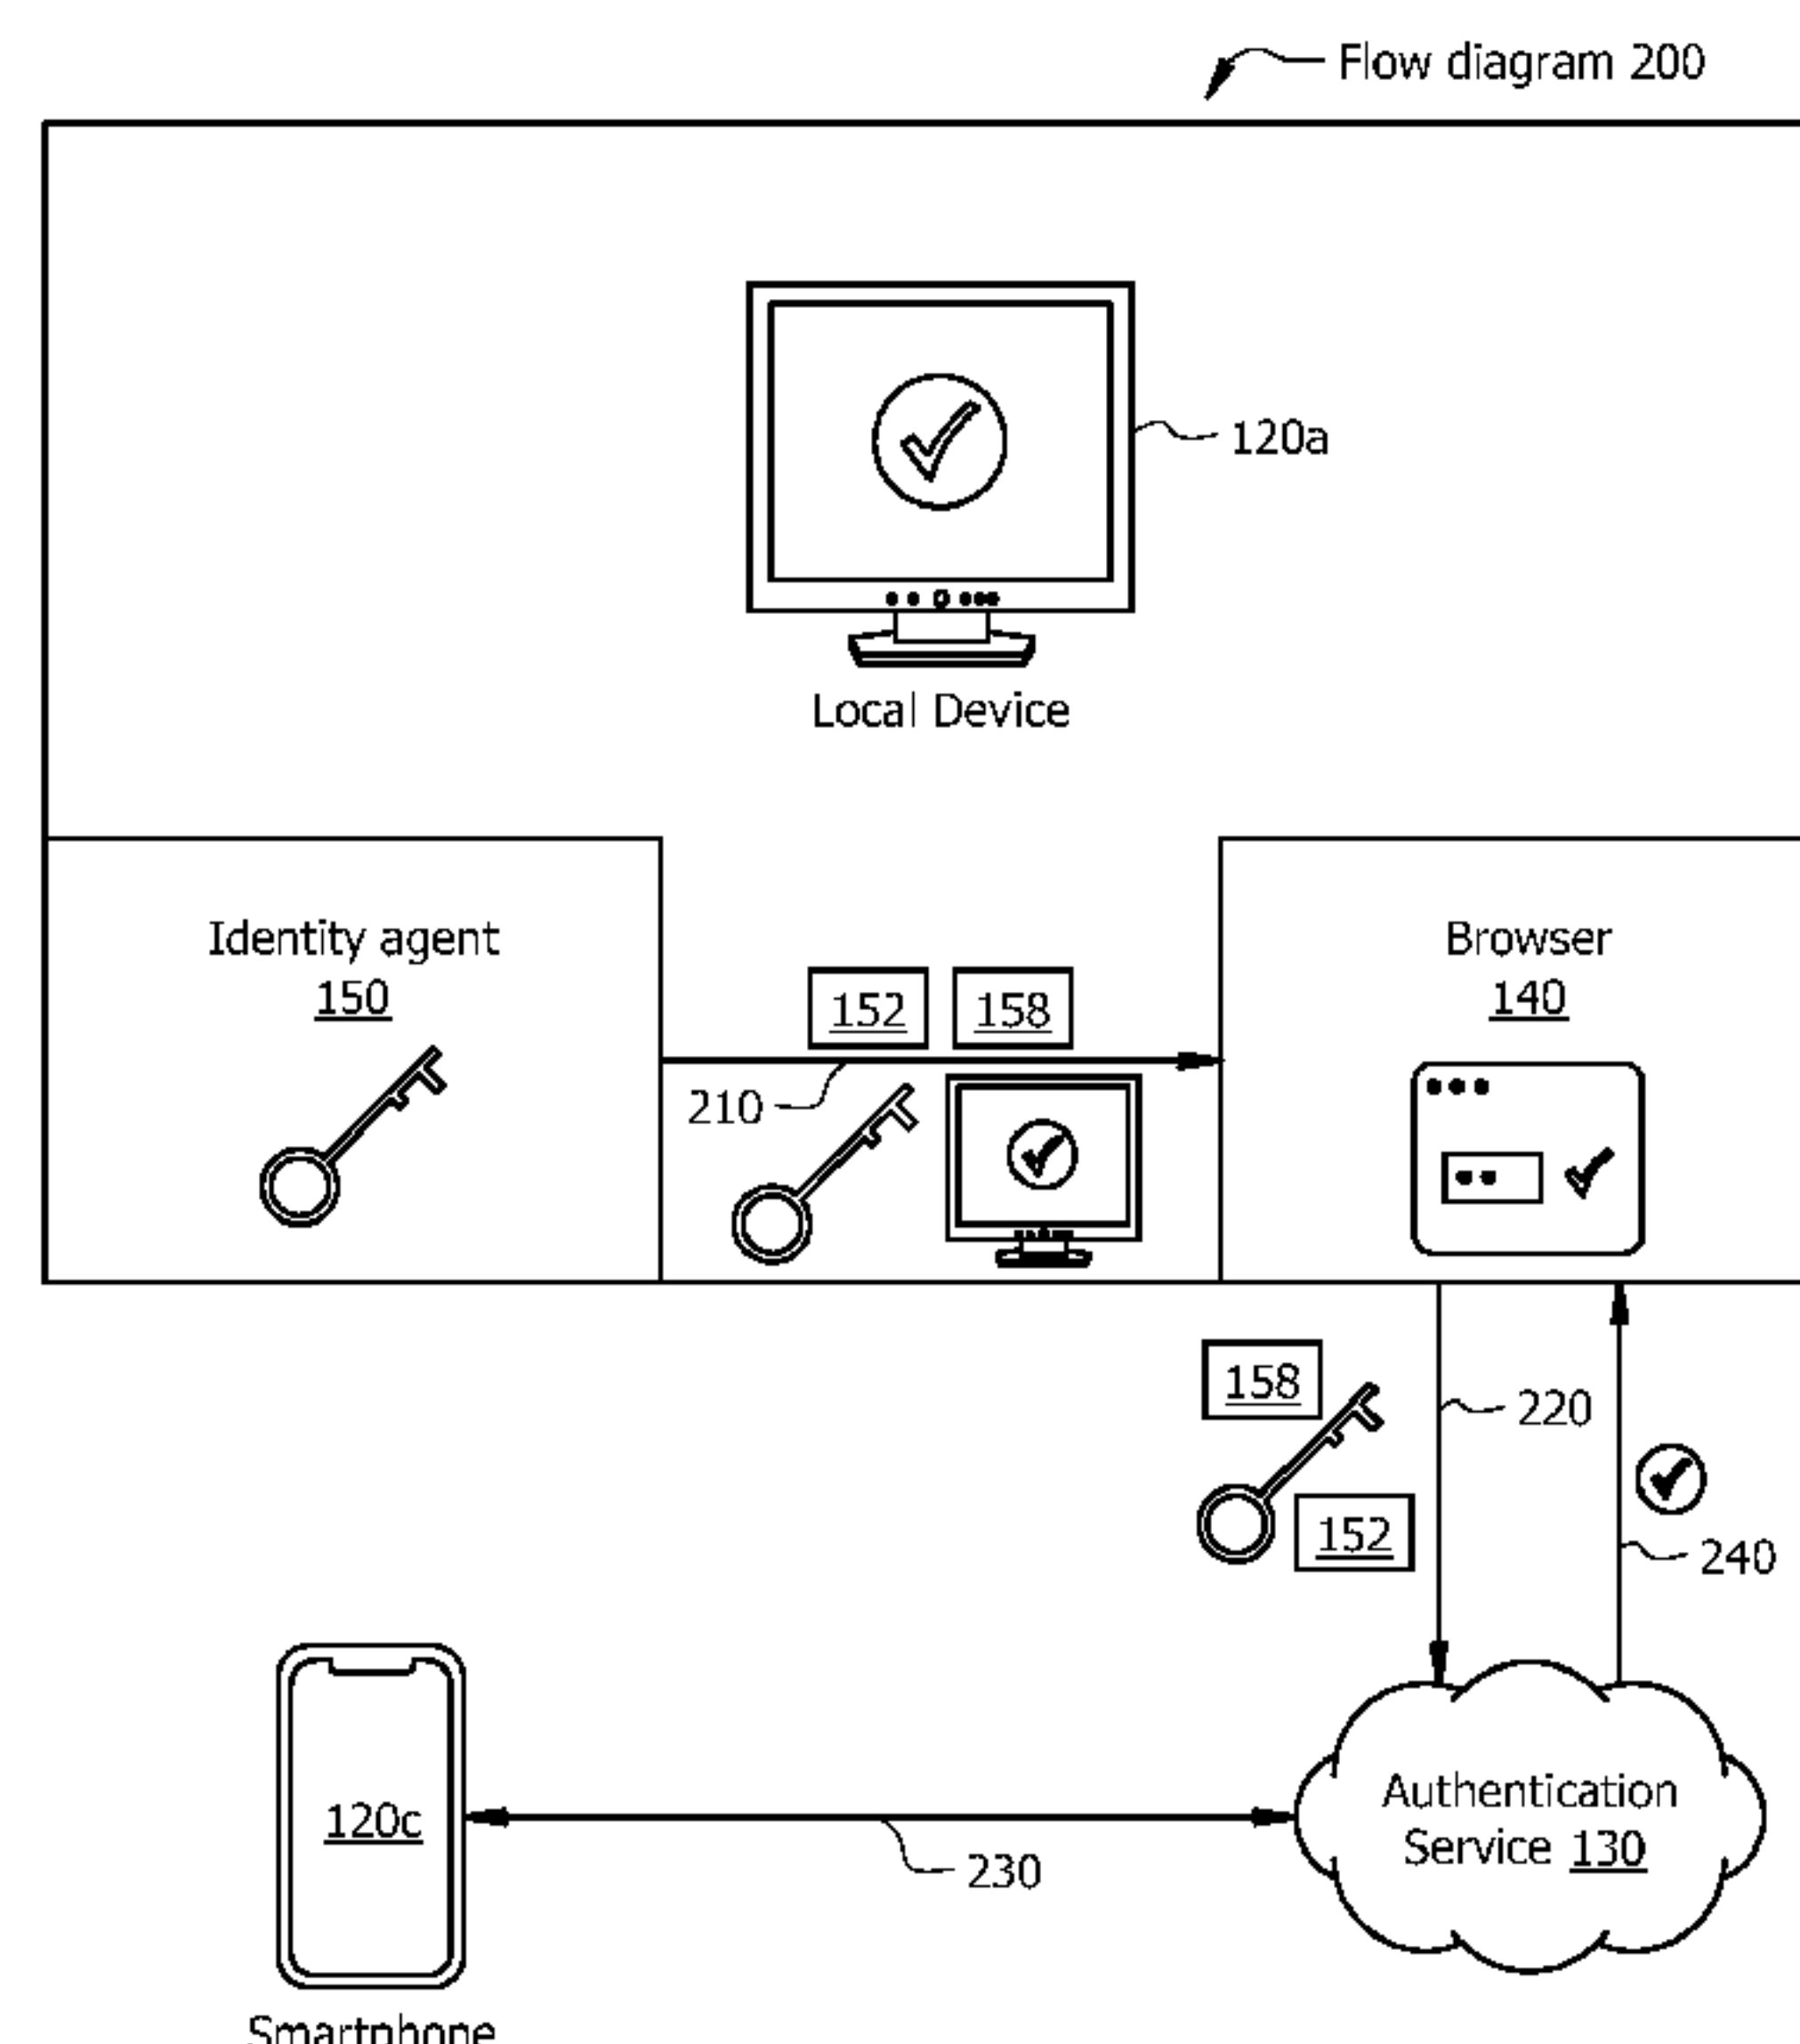 Flow diagram 200
120a
Local Device
Identity agent
150
152
158
210
Browser
140
158
152
220
240
120c
230
Authentication
Service 130
Smartphone